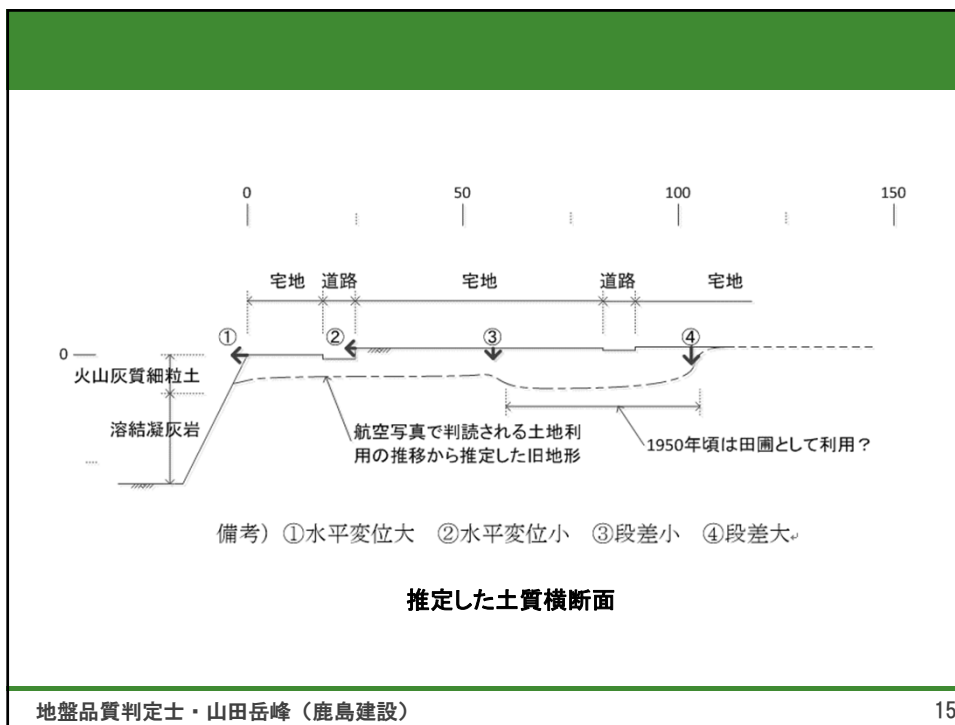 0 50 100 150
宅地 道路 宅地 道路 宅地
① ② ③ ④
0
火山灰質細粒土
溶結凝灰岩
航空写真で判読される土地利
用の推移から推定した旧地形
1950年頃は田圃として利用？
備考）①水平変位大 ②水平変位小 ③段差小 ④段差大
推定した土質横断面
地盤品質判定士・山田岳峰（鹿島建設） 15